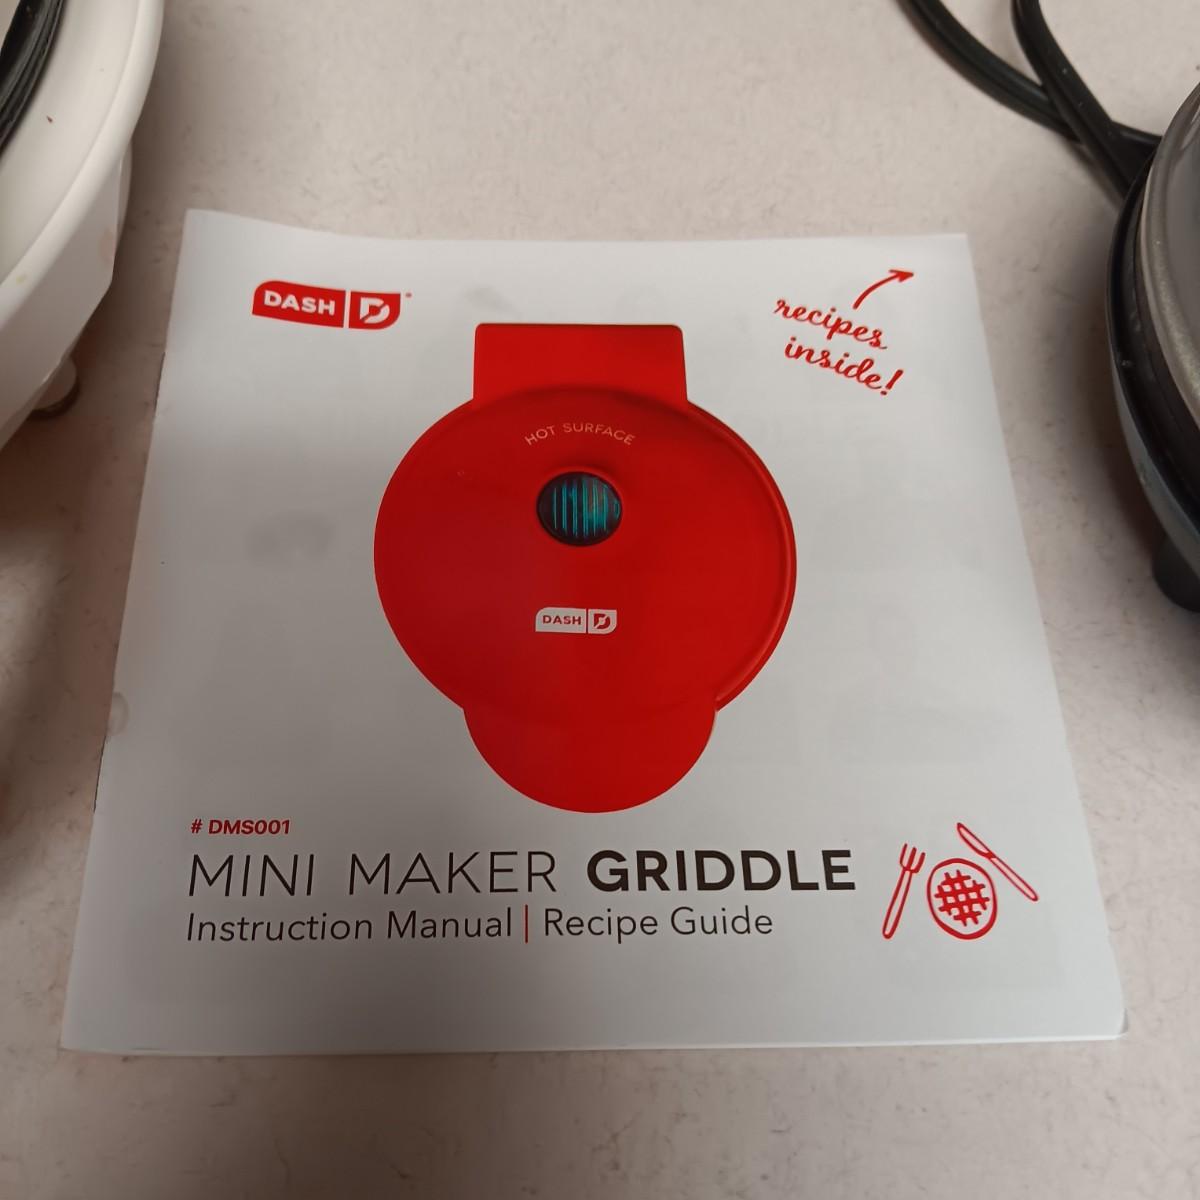 DASH
recipes
inside!
HOT SURFACE
DASH
# DMS001
MINI MAKER GRIDDLE
Instruction Manual | Recipe Guide